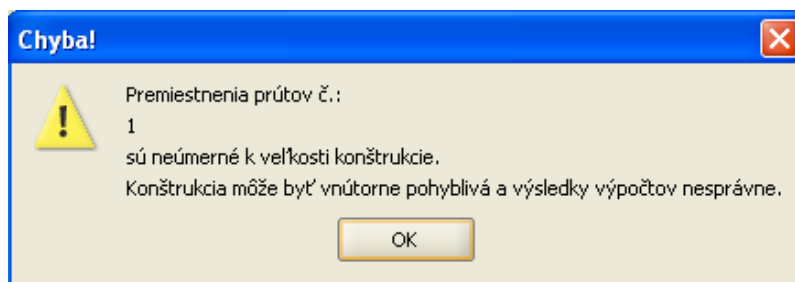 Chyba!
Premiestnenia prútov č.:
1
sú neúmerné k veľkosti konštrukcie.
Konštrukcia môže byť vnútorne pohyblivá a výsledky výpočtov nesprávne.
OK